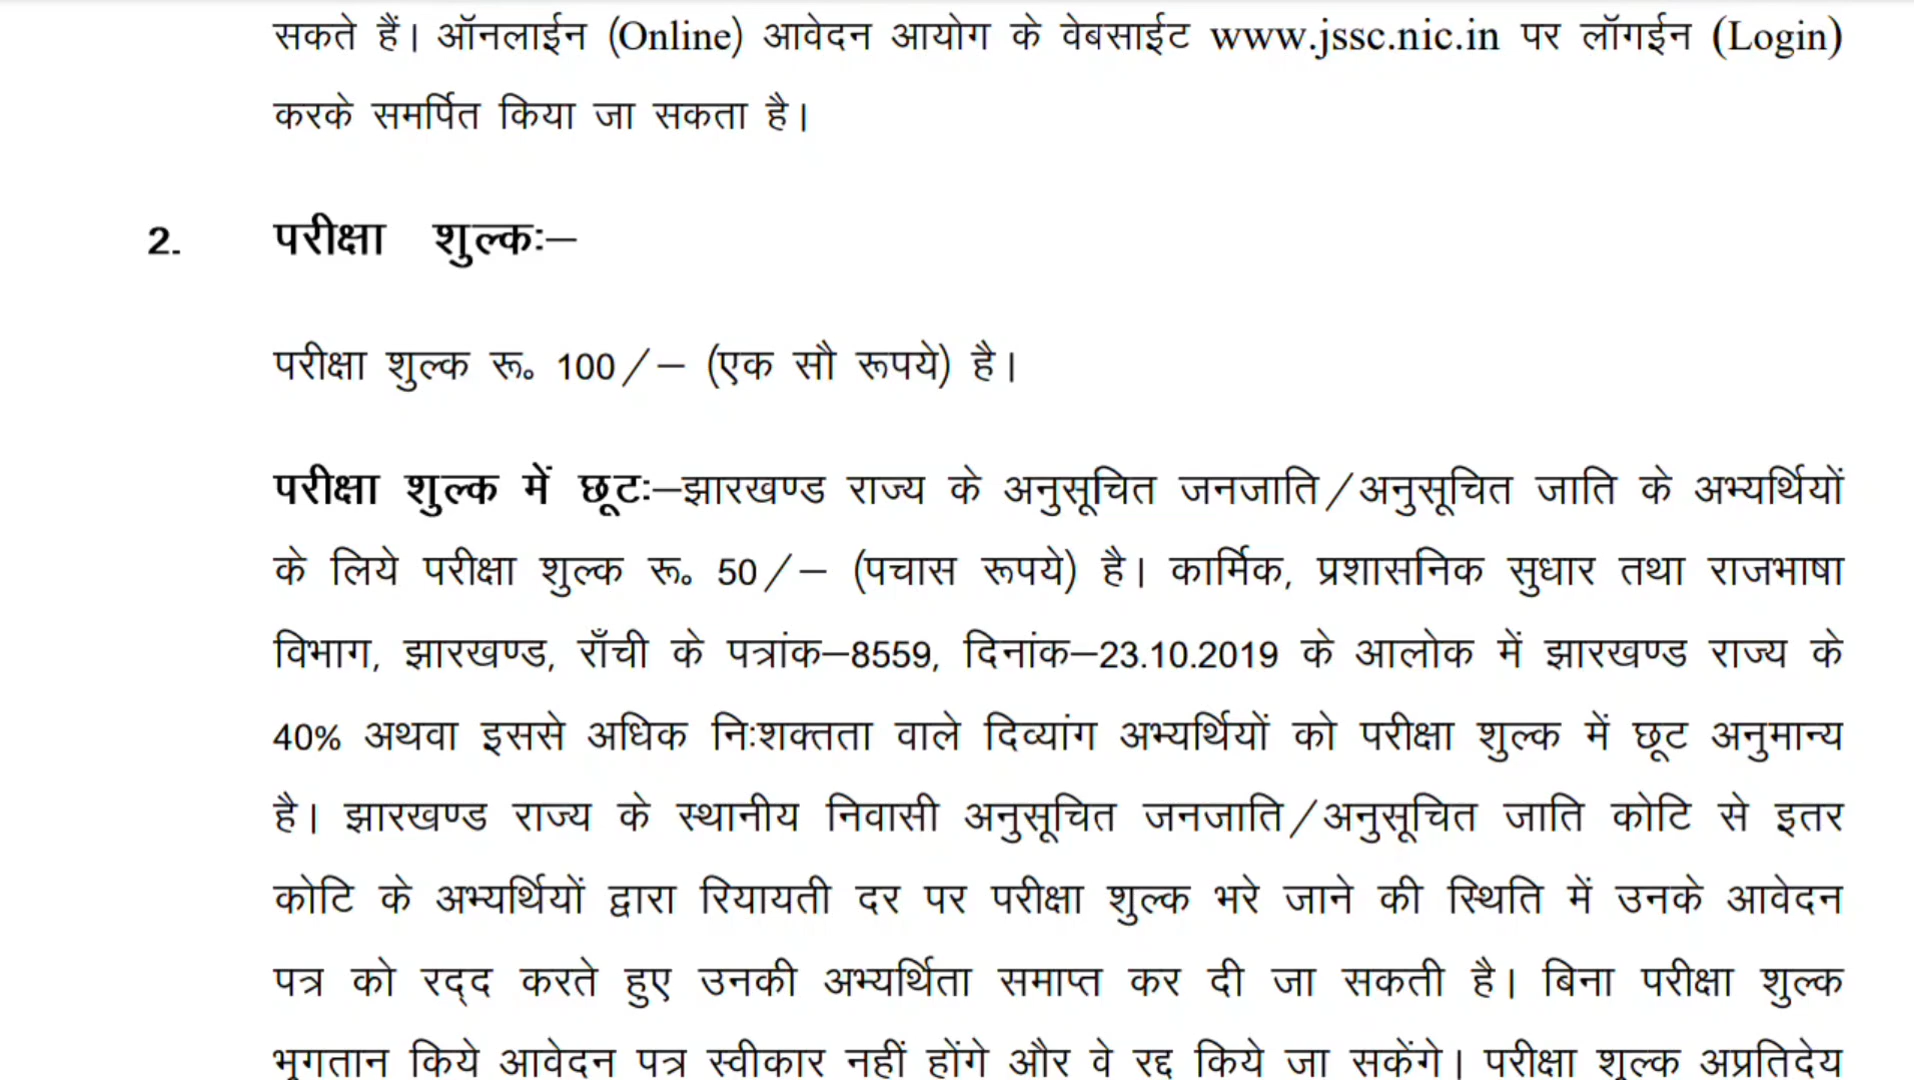 सकते हैं। ऑनलाईन (Online) आवेदन आयोग के वेबसाईट www.jssc.nic.in पर लॉगईन (Login)
करके समर्पित किया जा सकता है।
2. परीक्षा शुल्कः–
परीक्षा शुल्क रू० 100/– (एक सौ रूपये) है।
परीक्षा शुल्क में छूटः–झारखण्ड राज्य के अनुसूचित जनजाति/अनुसूचित जाति के अभ्यर्थियों
के लिये परीक्षा शुल्क रू० 50/– (पचास रूपये) है। कार्मिक, प्रशासनिक सुधार तथा राजभाषा
विभाग, झारखण्ड, राँची के पत्रांक–8559, दिनांक–23.10.2019 के आलोक में झारखण्ड राज्य के
40% अथवा इससे अधिक निःशक्तता वाले दिव्यांग अभ्यर्थियों को परीक्षा शुल्क में छूट अनुमान्य
है। झारखण्ड राज्य के स्थानीय निवासी अनुसूचित जनजाति/अनुसूचित जाति कोटि से इतर
कोटि के अभ्यर्थियों द्वारा रियायती दर पर परीक्षा शुल्क भरे जाने की स्थिति में उनके आवेदन
पत्र को रद्द करते हुए उनकी अभ्यर्थिता समाप्त कर दी जा सकती है। बिना परीक्षा शुल्क
भुगतान किये आवेदन पत्र स्वीकार नहीं होंगे और वे रद्द किये जा सकेंगे। परीक्षा शुल्क अप्रतिदेय